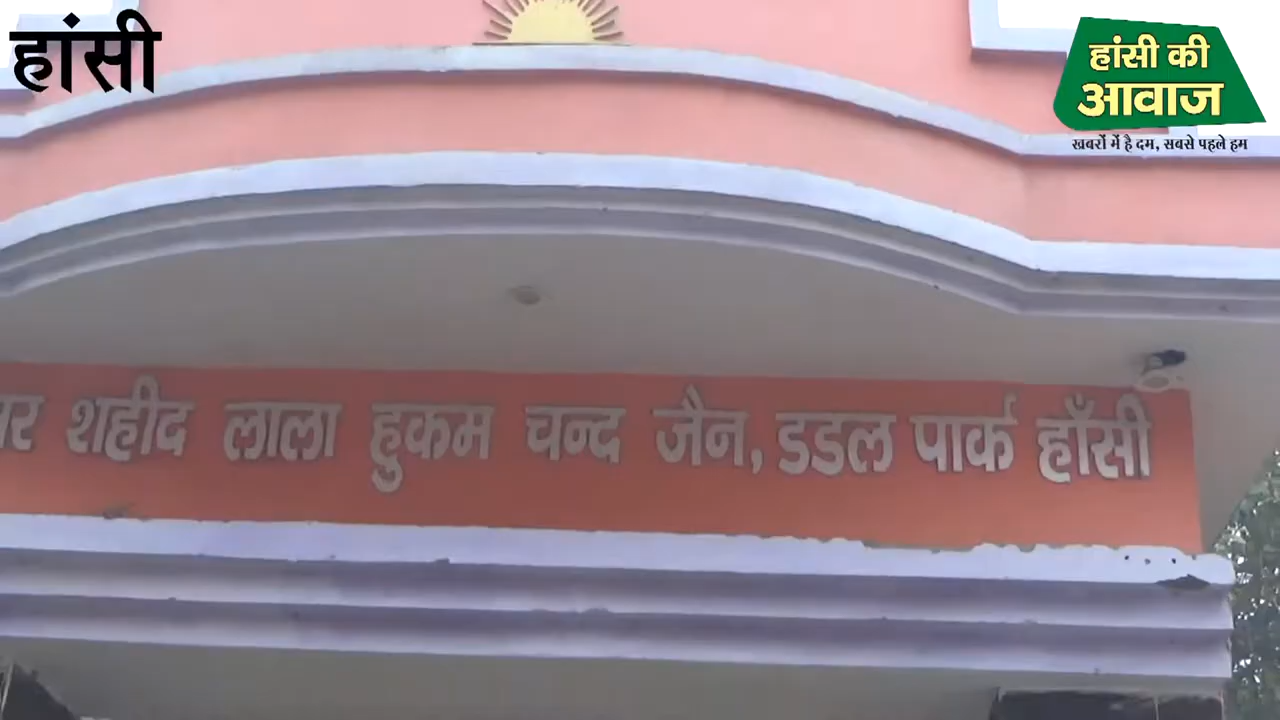 हांसी
हांसी की
आवाज
खबरों में है दम, सबसे पहले हम
शहीद लाला हुकम चन्द जैन, डडल पार्क हाँसी